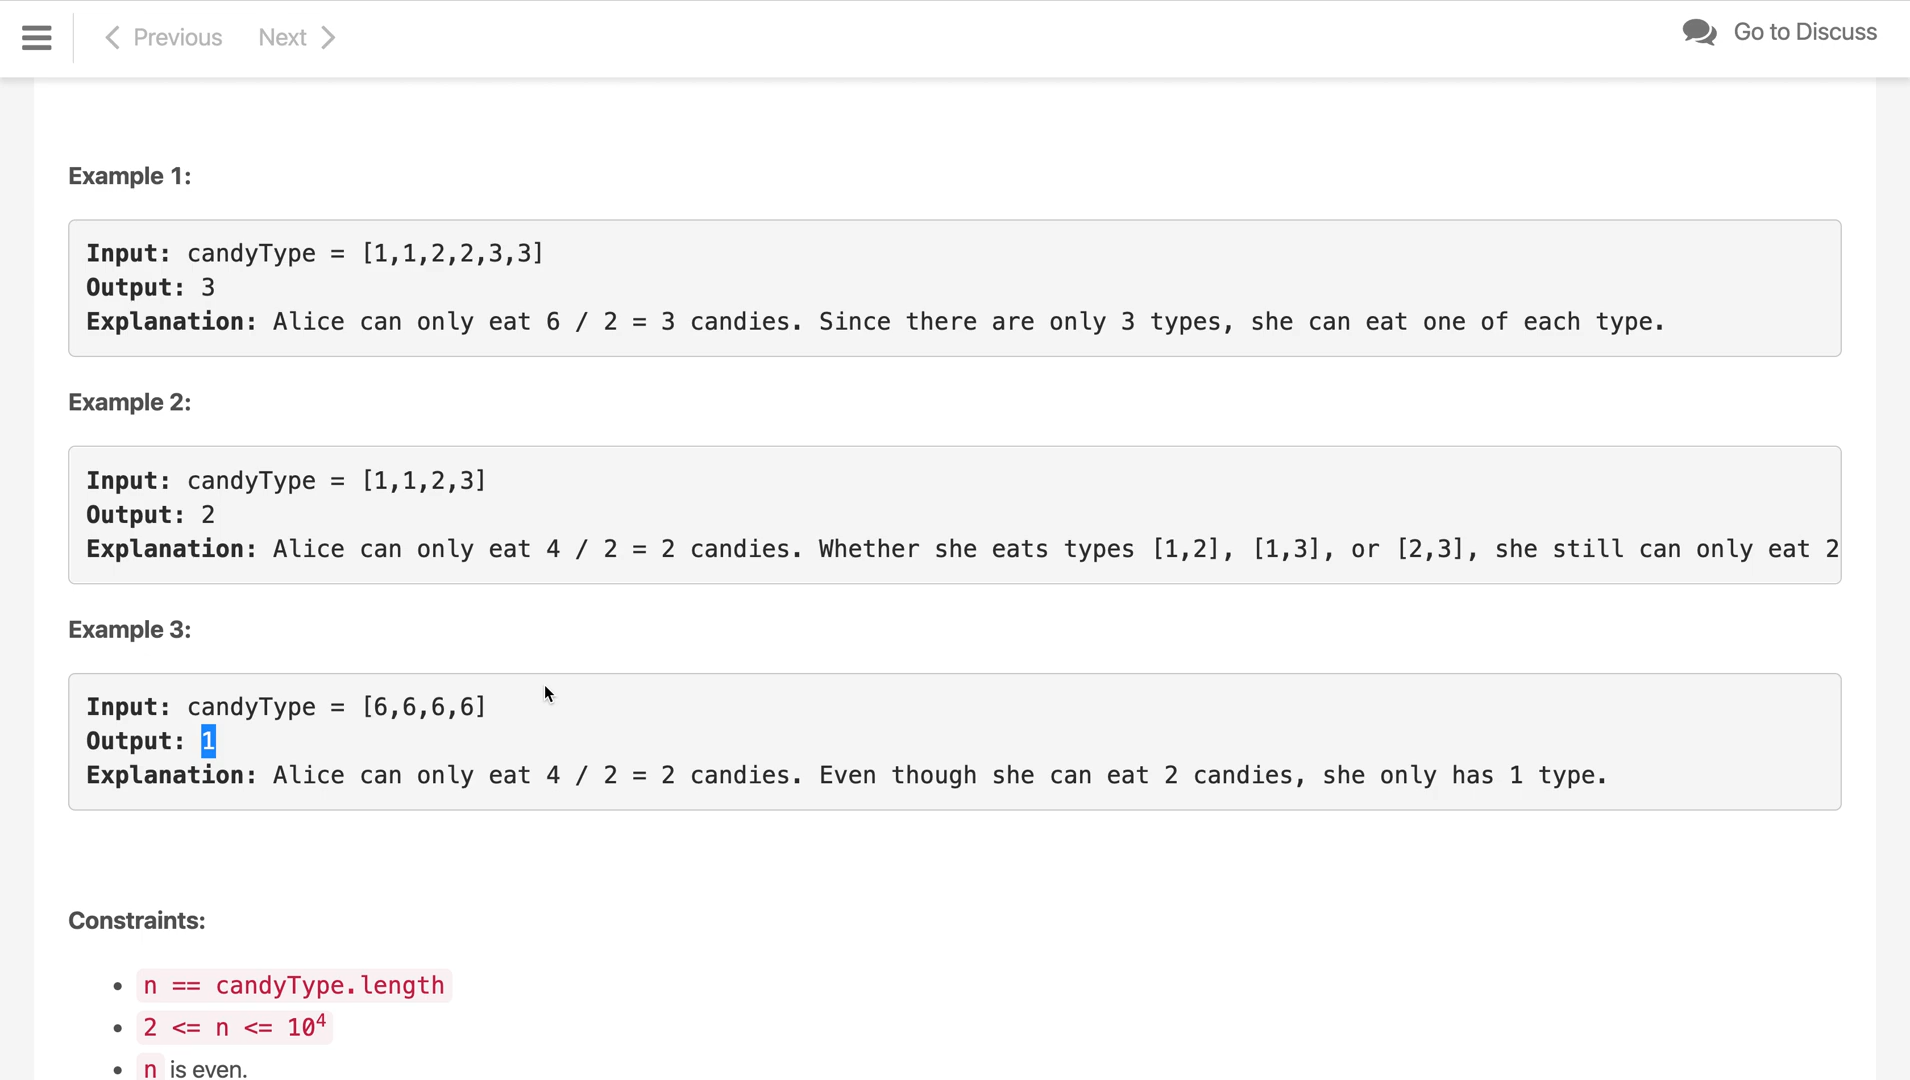 Previous Next Go to Discuss
Example 1:
Input: candyType = [1,1,2,2,3,3]
Output: 3
Explanation: Alice can only eat 6 / 2 = 3 candies. Since there are only 3 types, she can eat one of each type.
Example 2:
Input: candyType = [1,1,2,3]
Output: 2
Explanation: Alice can only eat 4 / 2 = 2 candies. Whether she eats types [1,2], [1,3], or [2,3], she still can only eat 2
Example 3:
Input: candyType = [6,6,6,6]
Output: 1
Explanation: Alice can only eat 4 / 2 = 2 candies. Even though she can eat 2 candies, she only has 1 type.
Constraints:
• n == candyType.length
• 2 <= n <= 10⁴
• n is even.